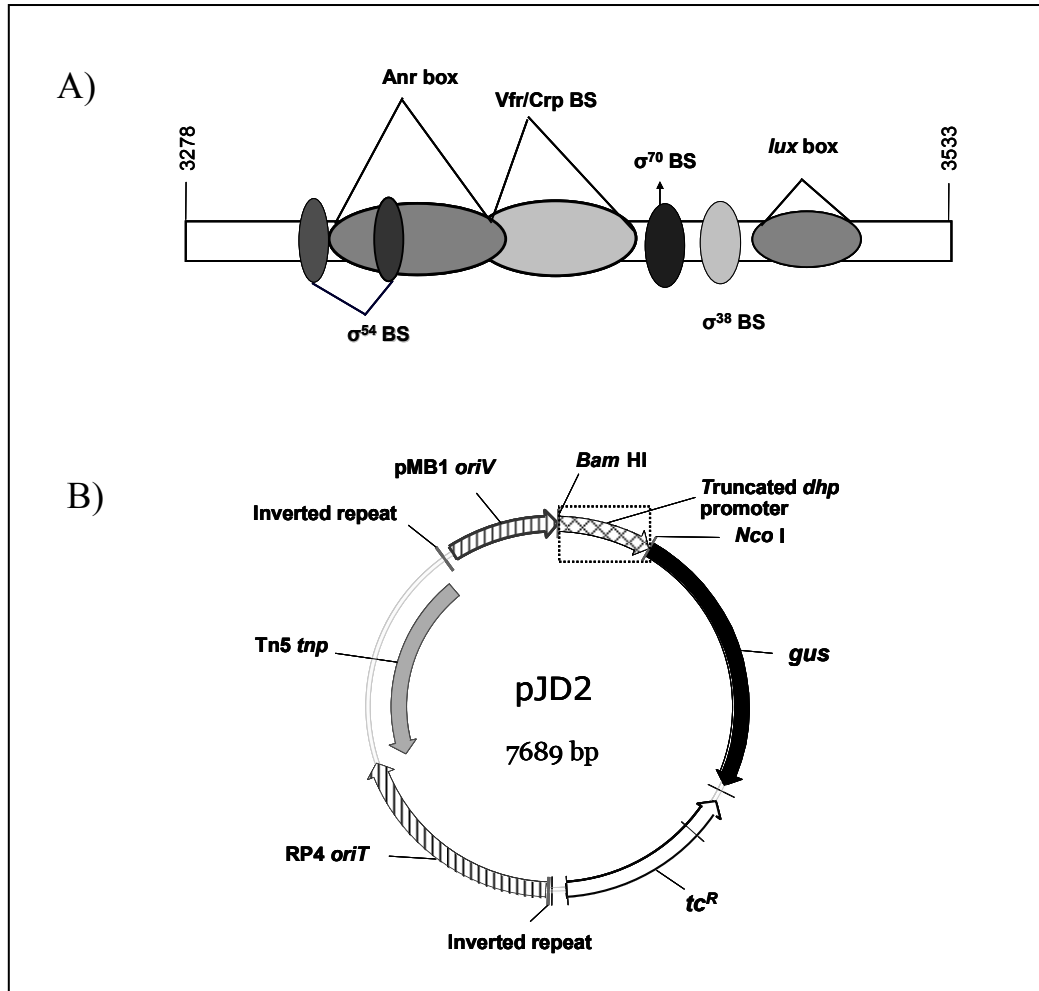 A)
Anr box
Vfr/Crp BS
σ70 BS
lux box
3278
3533
σ54 BS
σ38 BS
B)
pMB1 oriV
Bam HI
Truncated dhp
promoter
Nco I
Inverted repeat
Tn5 tnp
gus
pJD2
7689 bp
RP4 oriT
tcR
Inverted repeat